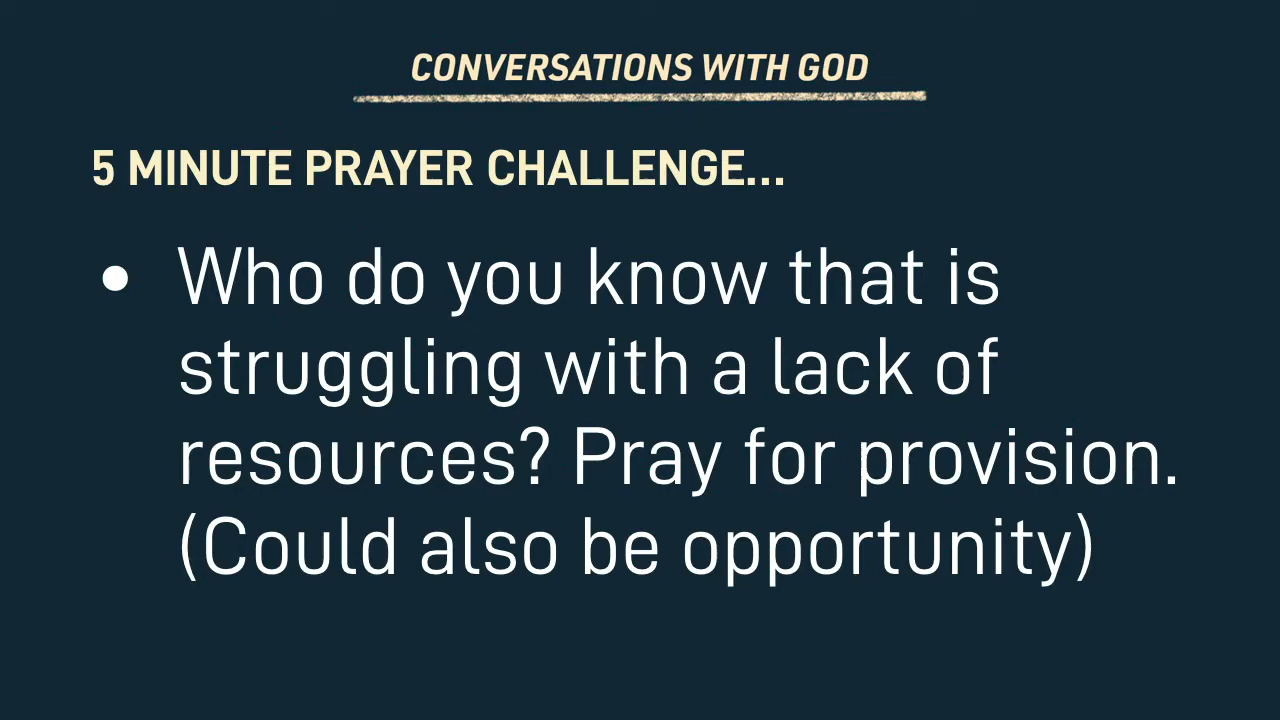 CONVERSATIONS WITH GOD
5 MINUTE PRAYER CHALLENGE...
• Who do you know that is
struggling with a lack of
resources? Pray for provision.
(Could also be opportunity)